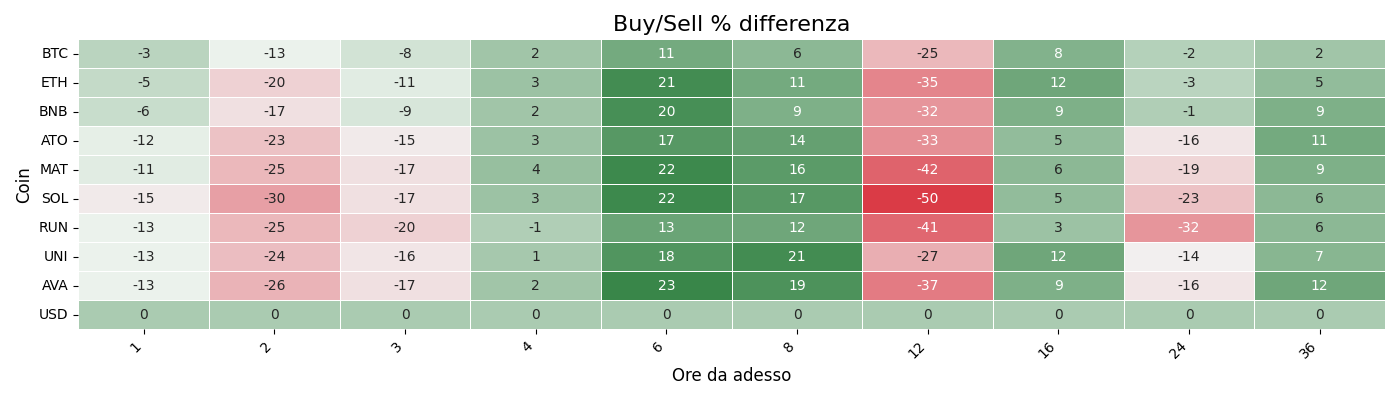 Buy/Sell % differenza
Coin
BTC -3 -13 -8 2 11 6 -25 8 -2 2
ETH -5 -20 -11 3 21 11 -35 12 -3 5
BNB -6 -17 -9 2 20 9 -32 9 -1 9
ATO -12 -23 -15 3 17 14 -33 5 -16 11
MAT -11 -25 -17 4 22 16 -42 6 -19 9
SOL -15 -30 -17 3 22 17 -50 5 -23 6
RUN -13 -25 -20 -1 13 12 -41 3 -32 6
UNI -13 -24 -16 1 18 21 -27 12 -14 7
AVA -13 -26 -17 2 23 19 -37 9 -16 12
USD 0 0 0 0 0 0 0 0 0 0
1 2 3 4 6 8 12 16 24 36
Ore da adesso